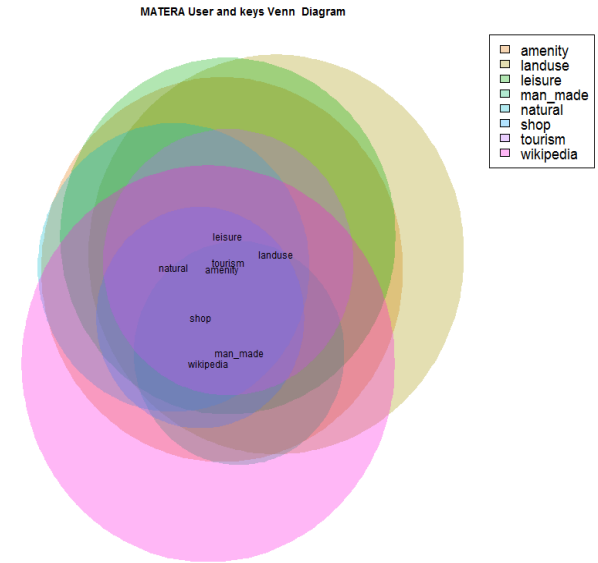 MATERA User and keys Venn  Diagram
amenity
landuse
leisure
man_made
natural
shop
tourism
wikipedia
leisure
landuse
tourism
natural
amenity
shop
man_made
wikipedia